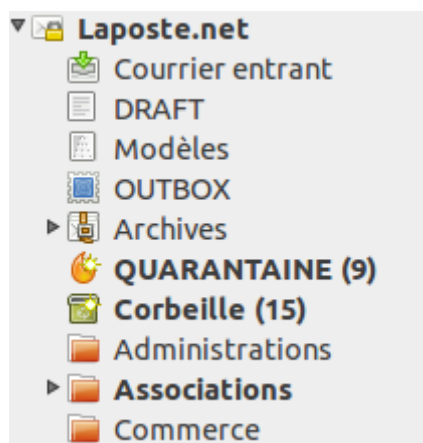 Laposte.net
Courrier entrant
DRAFT
Modèles
OUTBOX
Archives
QUARANTAINE (9)
Corbeille (15)
Administrations
Associations
Commerce